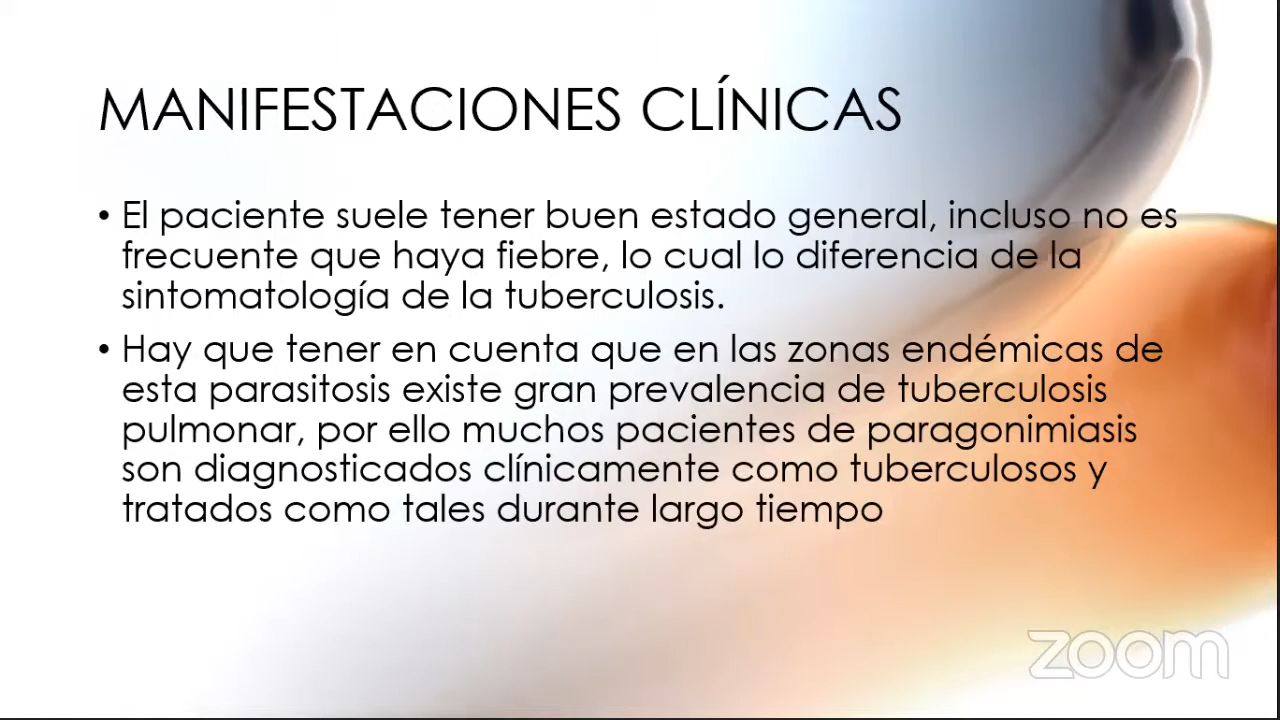 MANIFESTACIONES CLÍNICAS
• El paciente suele tener buen estado general, incluso no es
frecuente que haya fiebre, lo cual lo diferencia de la
sintomatología de la tuberculosis.
• Hay que tener en cuenta que en las zonas endémicas de
esta parasitosis existe gran prevalencia de tuberculosis
pulmonar, por ello muchos pacientes de paragonimiasis
son diagnosticados clínicamente como tuberculosos y
tratados como tales durante largo tiempo
zoom